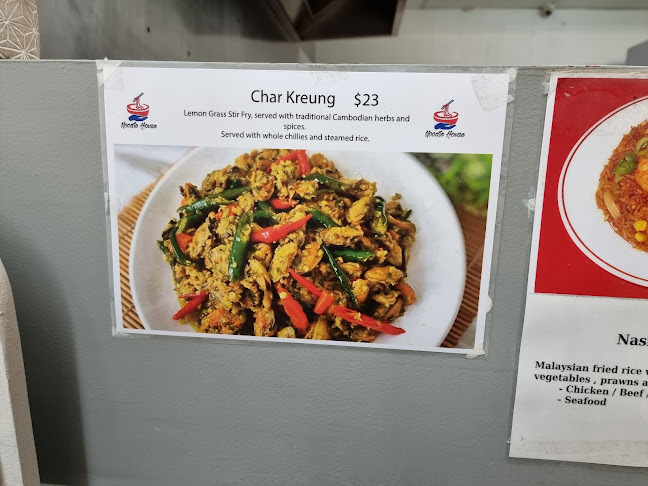 Char Kreung $23
Lemon Grass Stir Fry, served with traditional Cambodian herbs and
spices.
Served with whole chillies and steamed rice.
Noodle House
Noodle House
Malaysian fried rice
vegetables , prawns
- Chicken / Beef /
- Seafood